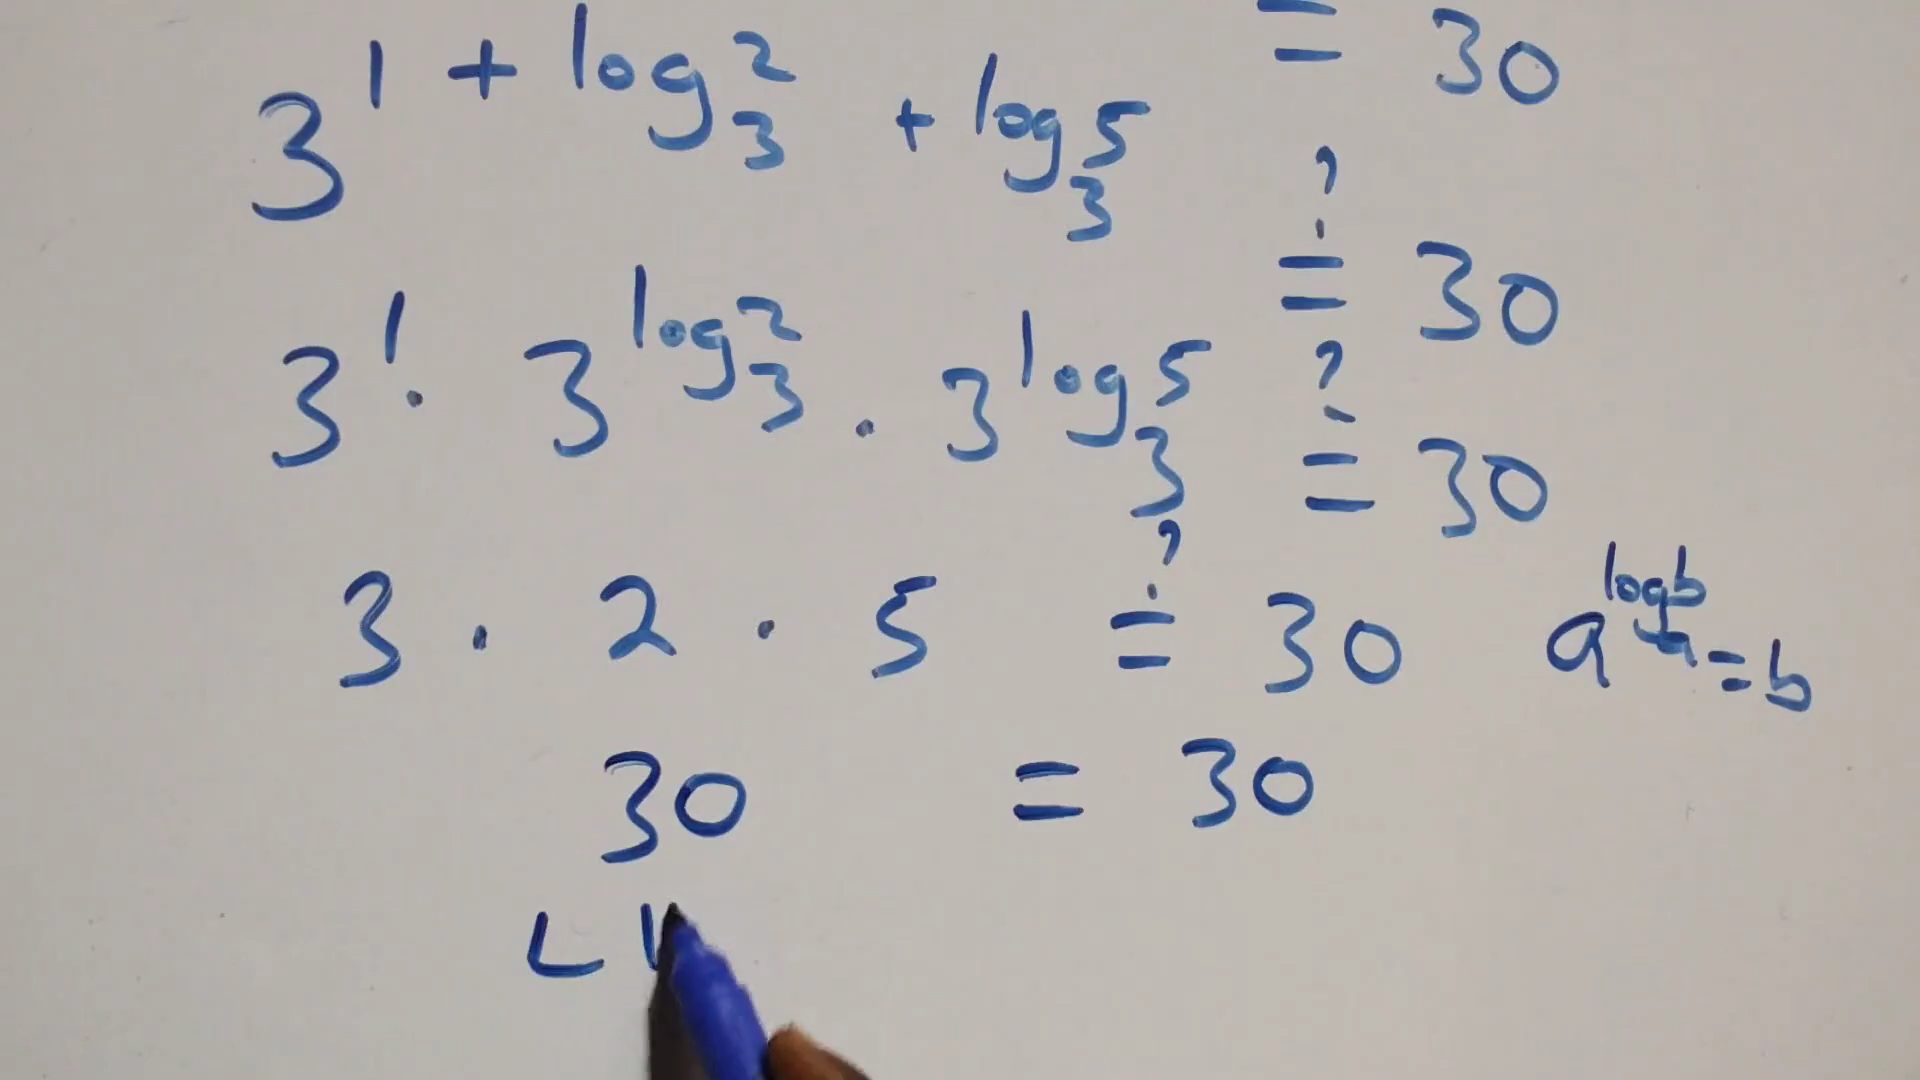 = 30
3^(1 + log_3 2 + log_3 5) ?= 30
3^1 · 3^(log_3 2) · 3^(log_3 5) ?= 30
3 · 2 · 5 ?= 30
a^(log_a b) = b
30 = 30
L